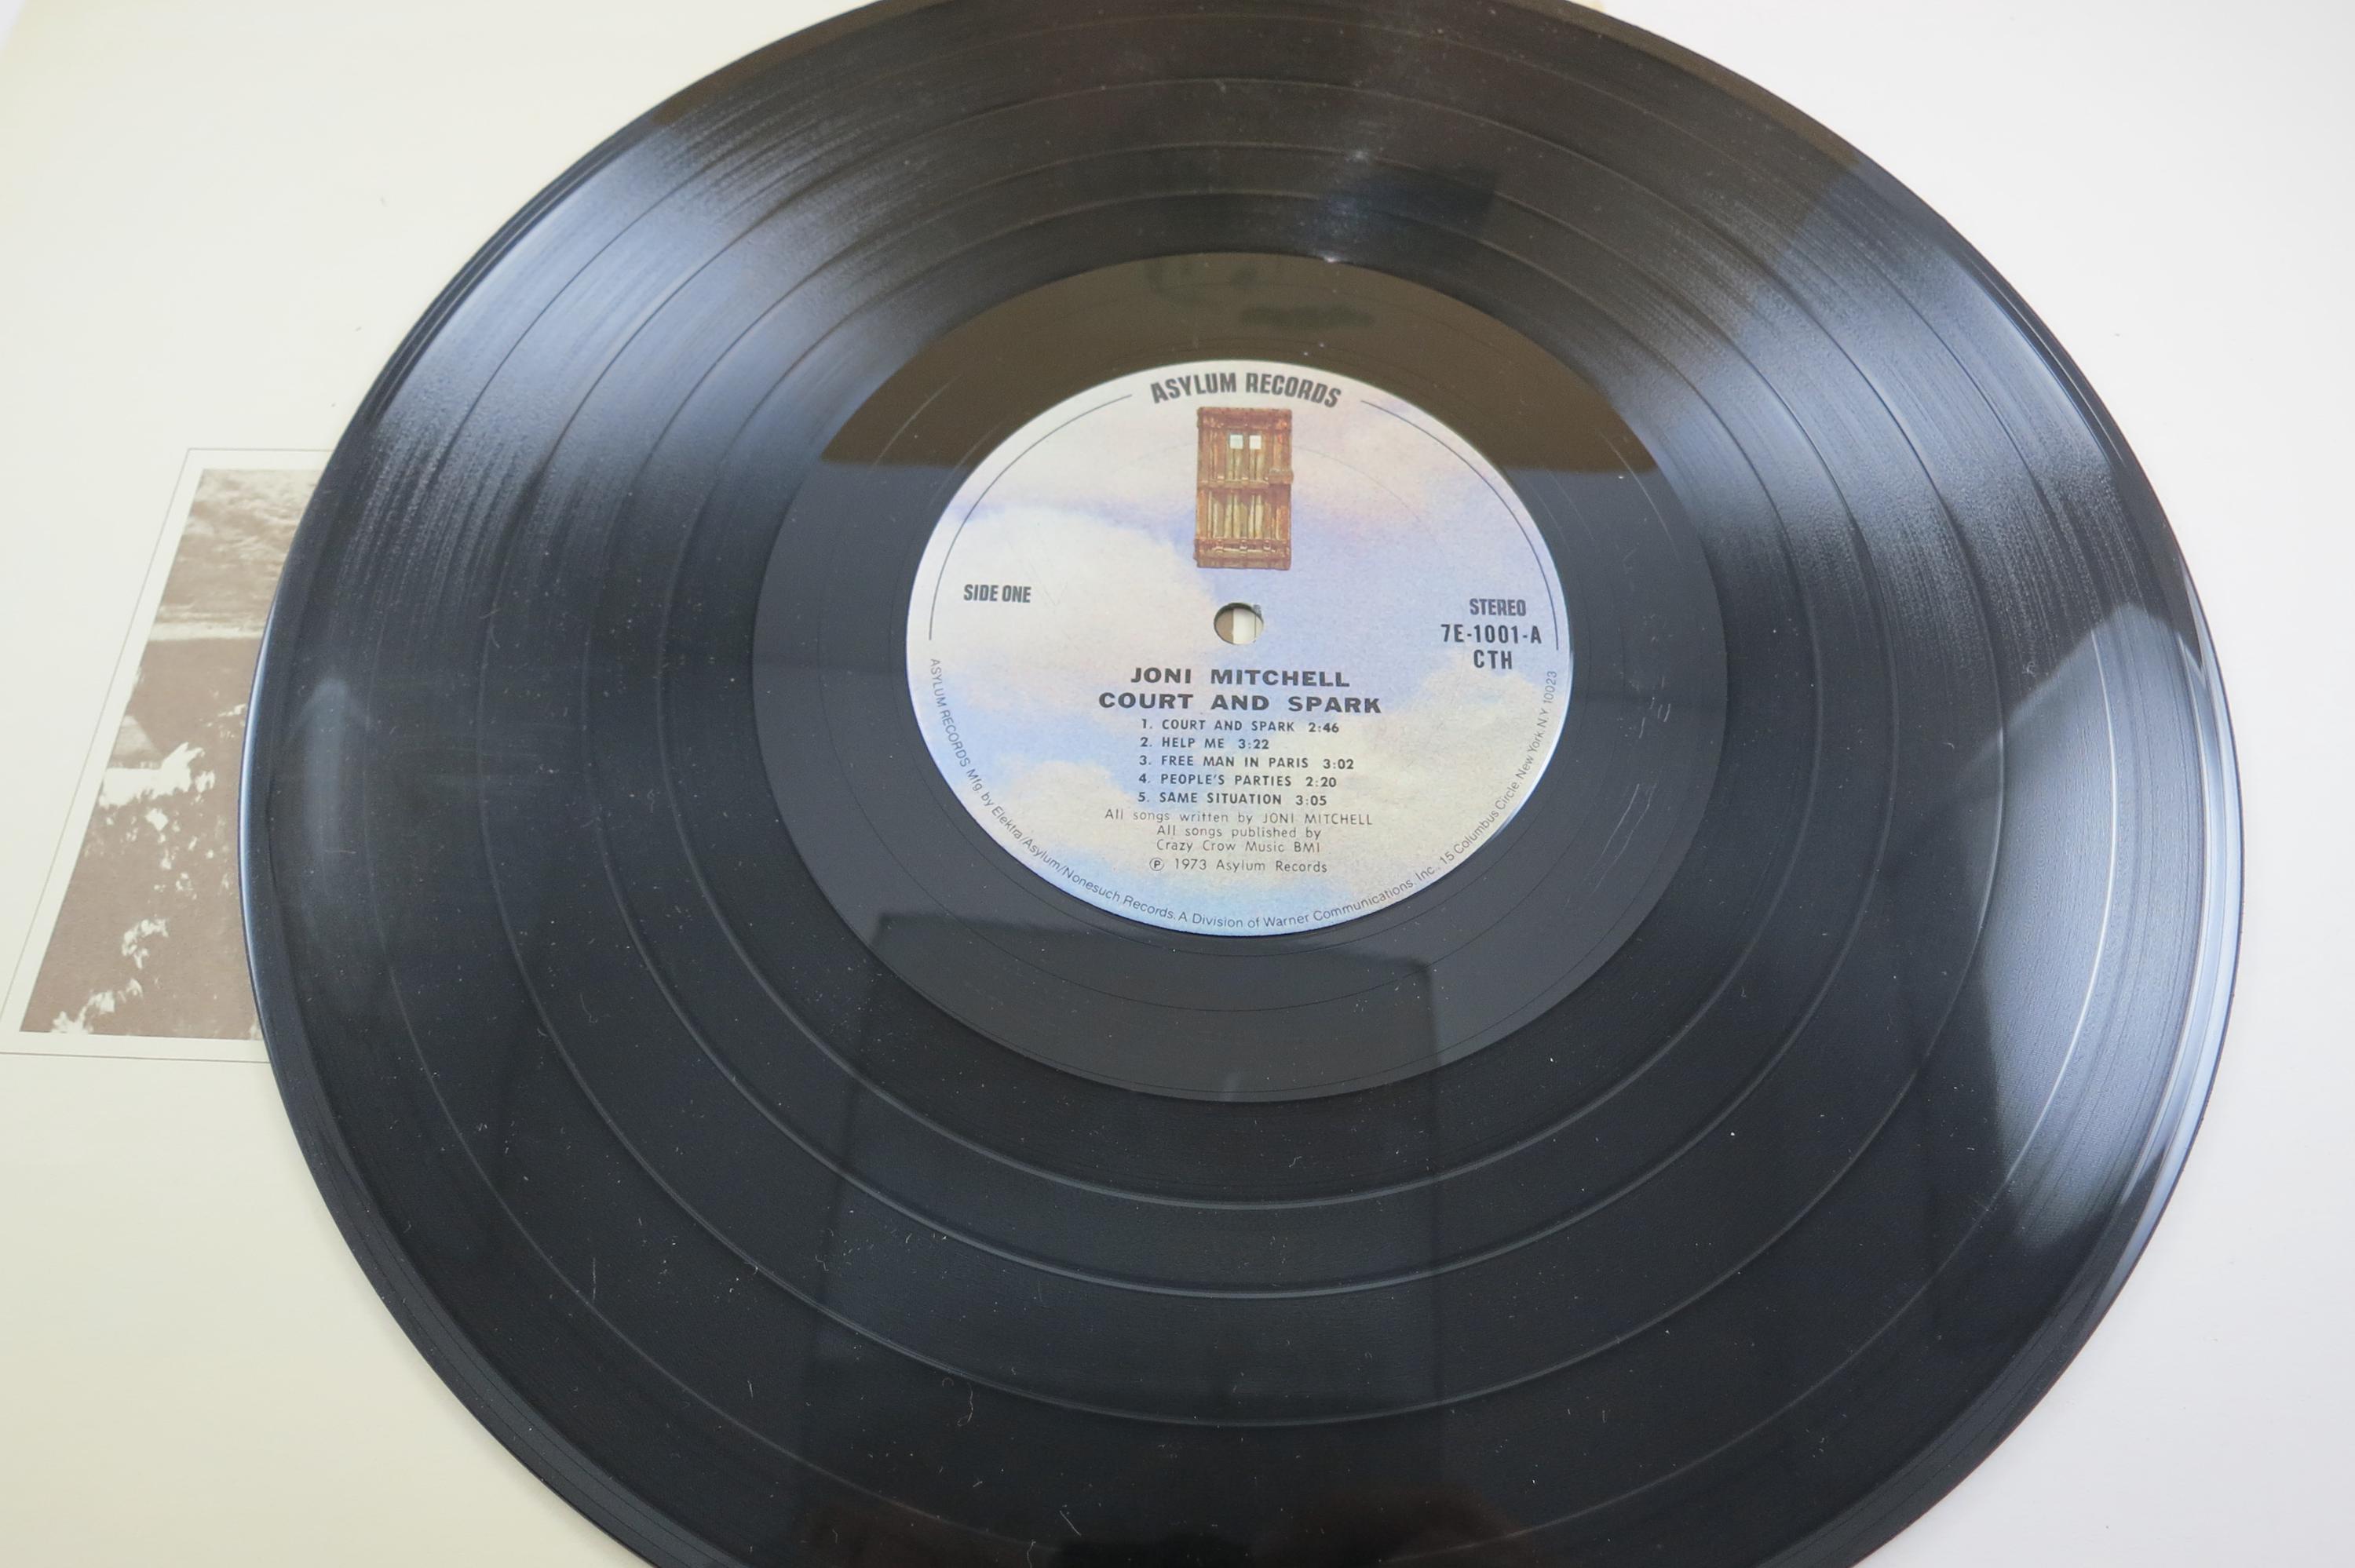 ASYLUM RECORDS
SIDE ONE
STEREO
7E-1001-A
CTH
JONI MITCHELL
COURT AND SPARK
1. COURT AND SPARK 2:46
2. HELP ME 3:22
3. FREE MAN IN PARIS 3:02
4. PEOPLE'S PARTIES 2:20
5. SAME SITUATION 3:05
All songs written by JONI MITCHELL
All songs published by
Crazy Crow Music BMI
℗ 1973 Asylum Records
ASYLUM RECORDS Mfg. by Elektra/Asylum/Nonesuch Records. A Division of Warner Communications, Inc., 15 Columbus Circle, New York N.Y. 10023